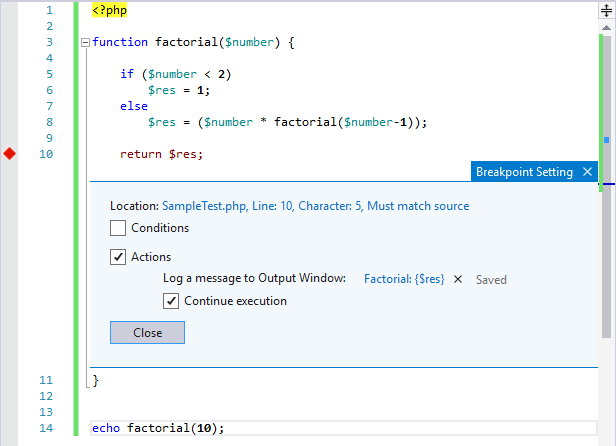 1 <?php
2
3 function factorial($number) {
4
5 if ($number < 2)
6 $res = 1;
7 else
8 $res = ($number * factorial($number-1));
9
10 return $res;
Breakpoint Setting ×
Location: SampleTest.php, Line: 10, Character: 5, Must match source
Conditions
Actions
Log a message to Output Window: Factorial: {$res} × Saved
Continue execution
Close
11 }
12
13
14 echo factorial(10);